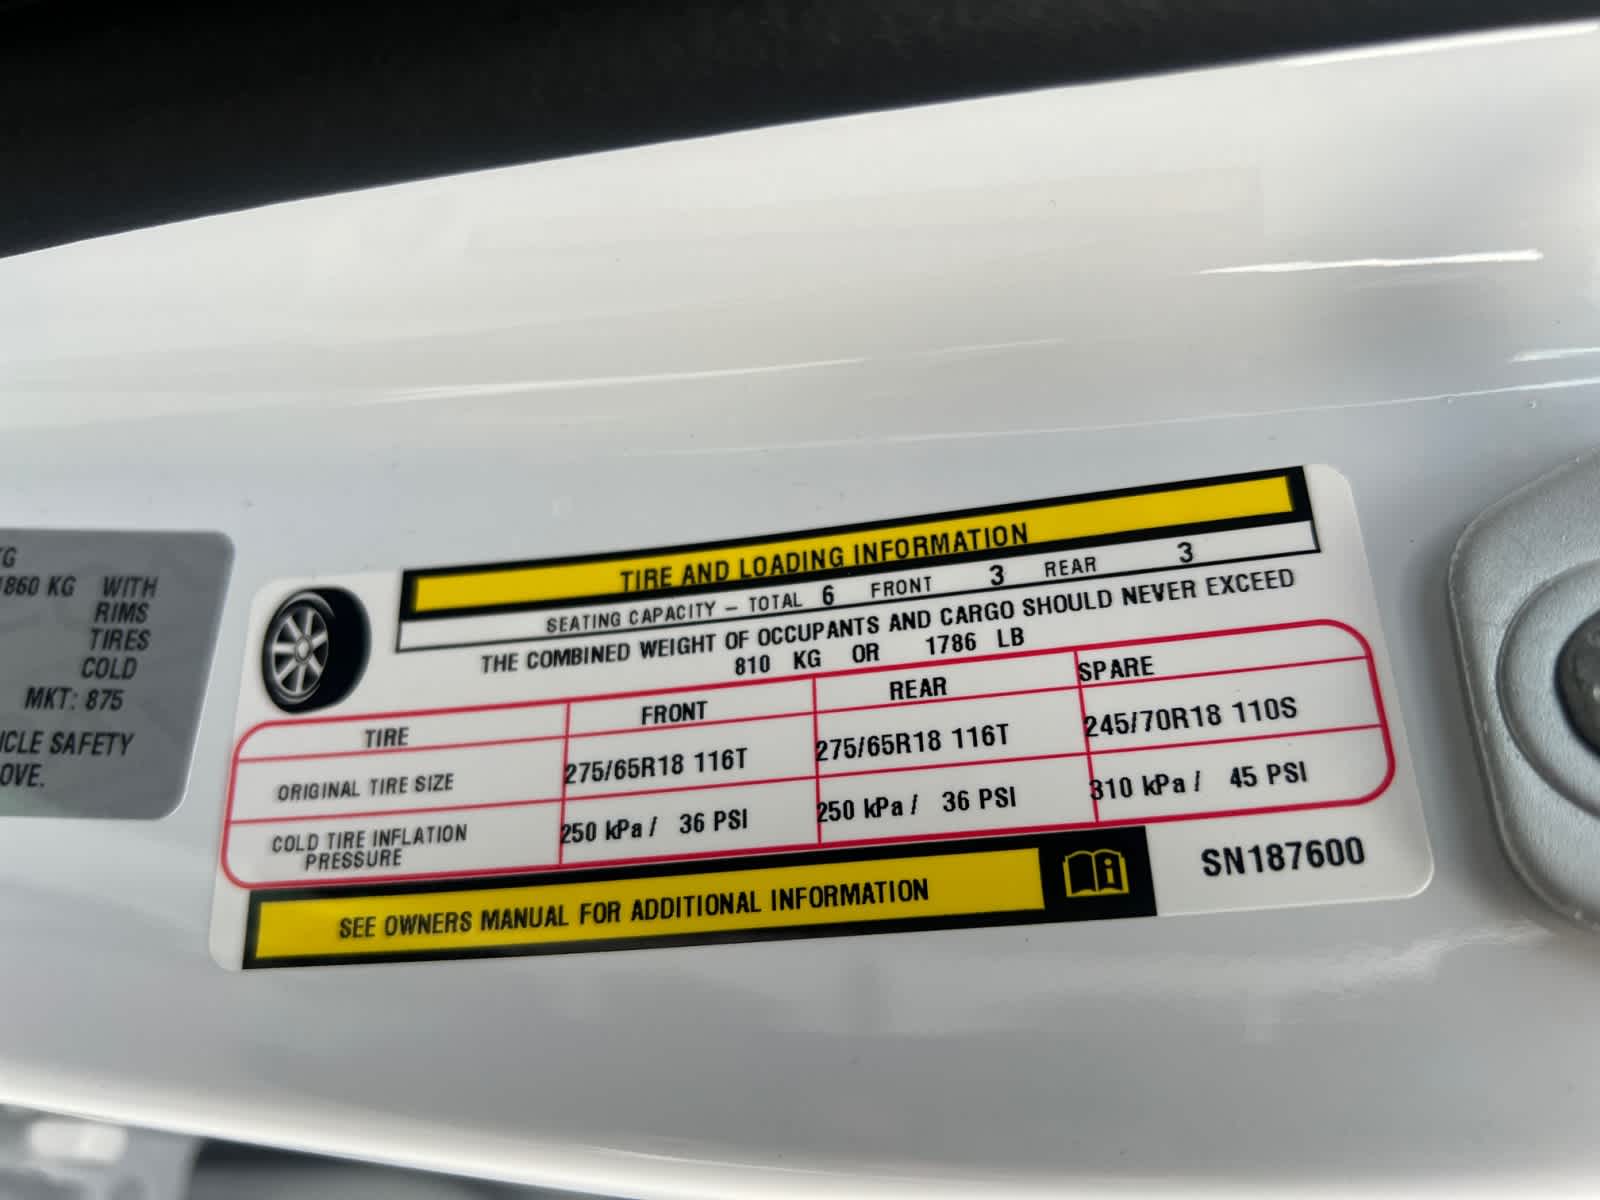 KG
1860 KG WITH
RIMS
TIRES
COLD
MKT: 875
ICLE SAFETY
OVE.
TIRE AND LOADING INFORMATION
SEATING CAPACITY – TOTAL 6 FRONT 3 REAR 3
THE COMBINED WEIGHT OF OCCUPANTS AND CARGO SHOULD NEVER EXCEED
810 KG OR 1786 LB
TIRE FRONT REAR SPARE
ORIGINAL TIRE SIZE 275/65R18 116T 275/65R18 116T 245/70R18 110S
COLD TIRE INFLATION
PRESSURE 250 kPa / 36 PSI 250 kPa / 36 PSI 310 kPa / 45 PSI
SEE OWNERS MANUAL FOR ADDITIONAL INFORMATION
SN187600